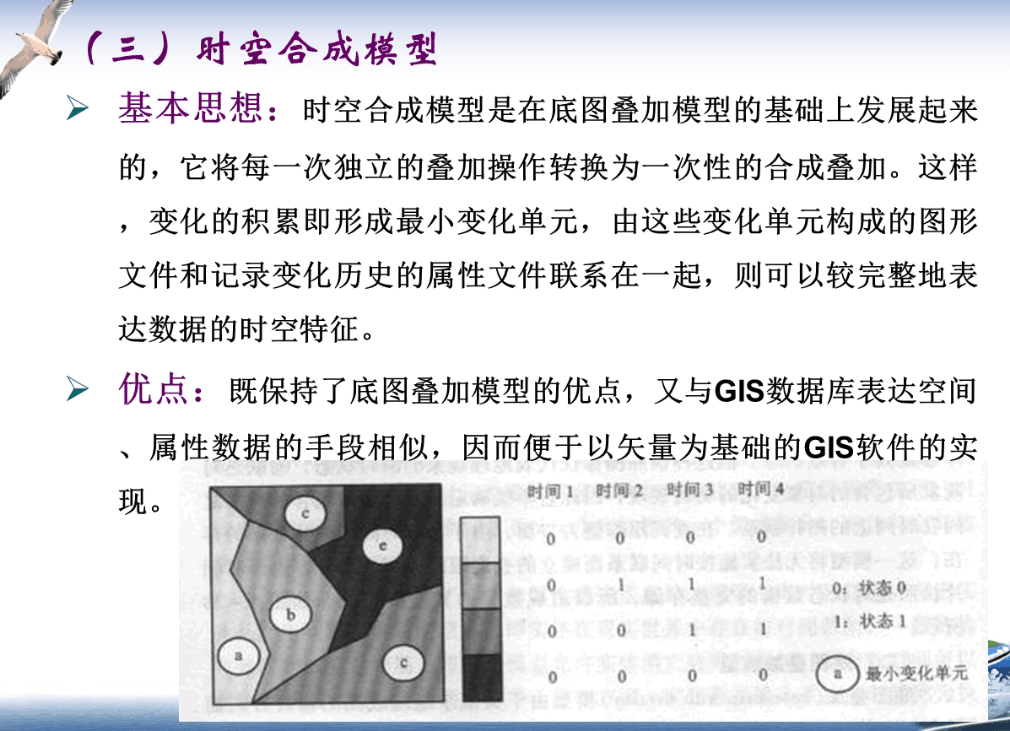 （三）时空合成模型
基本思想：时空合成模型是在底图叠加模型的基础上发展起来
的，它将每一次独立的叠加操作转换为一次性的合成叠加。这样
，变化的积累即形成最小变化单元，由这些变化单元构成的图形
文件和记录变化历史的属性文件联系在一起，则可以较完整地表
达数据的时空特征。
优点：既保持了底图叠加模型的优点，又与GIS数据库表达空间
、属性数据的手段相似，因而便于以矢量为基础的GIS软件的实
现。
时间1 时间2 时间3 时间4
c
e
b
a
c
0 0 0 0
0 1 1 1
0 0 1 1
0 0 0 0
0：状态0
1：状态1
a 最小变化单元